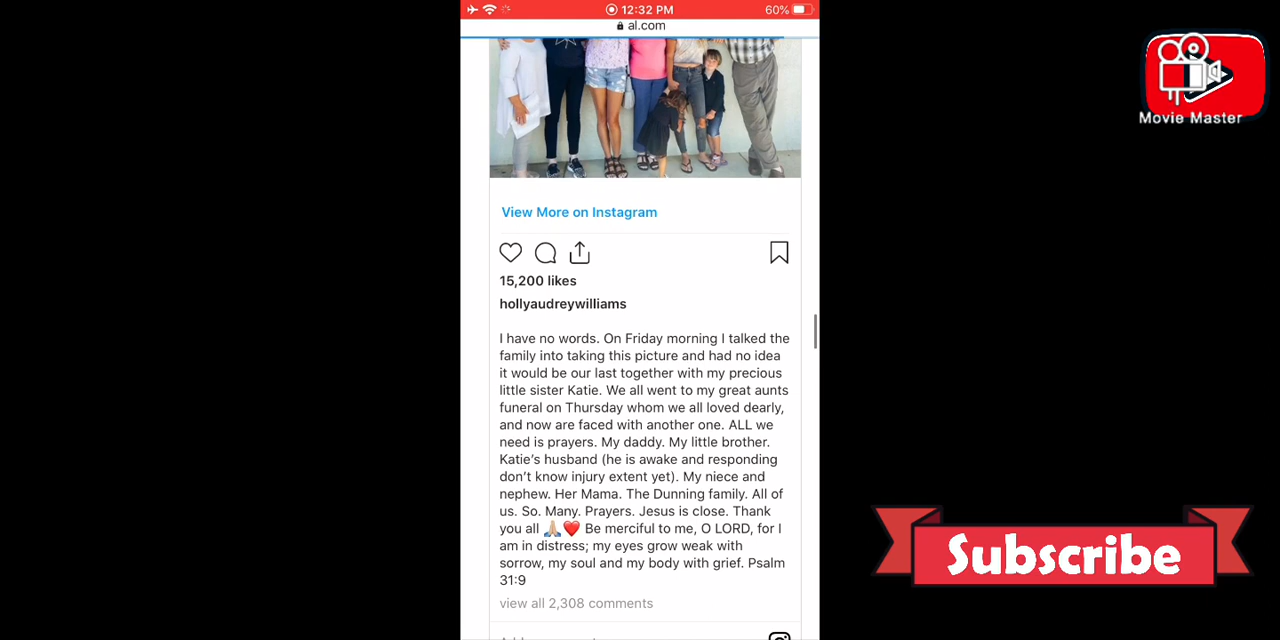 12:32 PM
60%
al.com
Movie Master
View More on Instagram
15,200 likes
hollyaudreywilliams
I have no words. On Friday morning I talked the
family into taking this picture and had no idea
it would be our last together with my precious
little sister Katie. We all went to my great aunts
funeral on Thursday whom we all loved dearly,
and now are faced with another one. ALL we
need is prayers. My daddy. My little brother.
Katie’s husband (he is awake and responding
don’t know injury extent yet). My niece and
nephew. Her Mama. The Dunning family. All of
us. So. Many. Prayers. Jesus is close. Thank
you all 🙏🏼❤️ Be merciful to me, O LORD, for I
am in distress; my eyes grow weak with
sorrow, my soul and my body with grief. Psalm
31:9
view all 2,308 comments
Subscribe